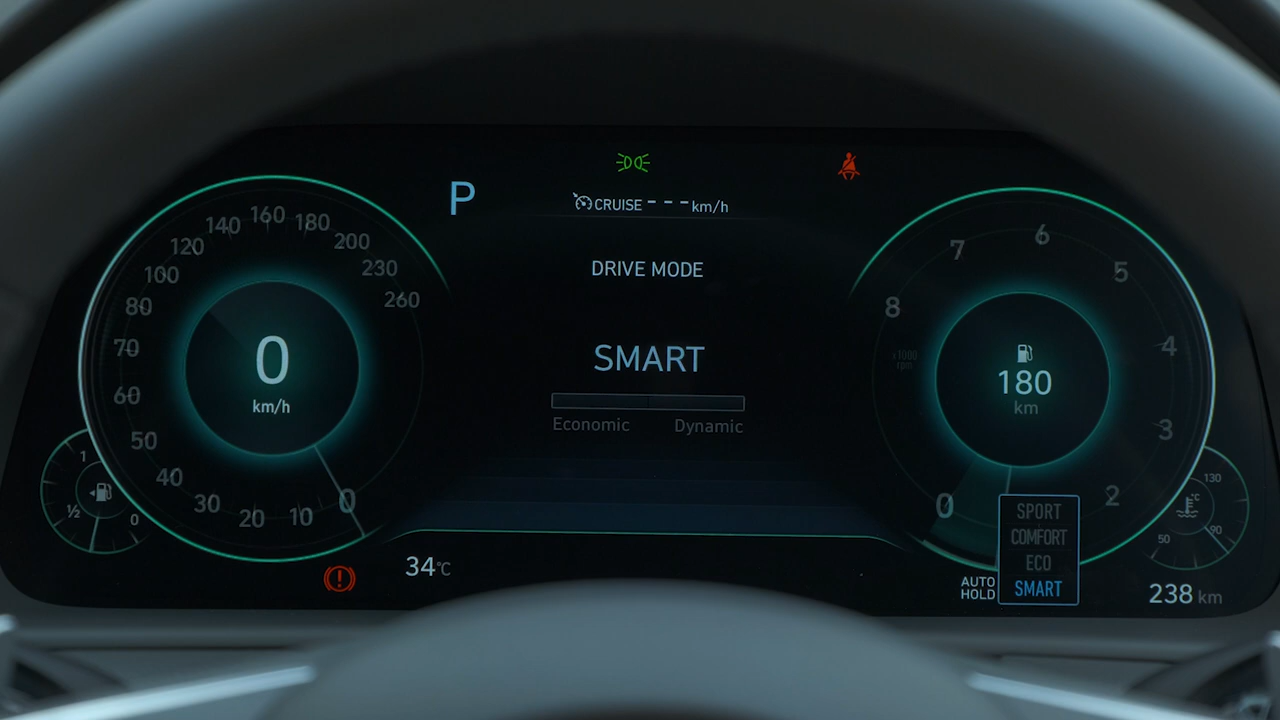 P
CRUISE --- km/h
DRIVE MODE
SMART
Economic Dynamic
0
10
20
30
40
50
60
70
80
100
120
140
160
180
200
230
260
0
km/h
1
½
0
34°C
8
7
6
5
4
3
2
0
x1000
rpm
180
km
SPORT
COMFORT
ECO
SMART
AUTO
HOLD
130
°C
90
50
238 km